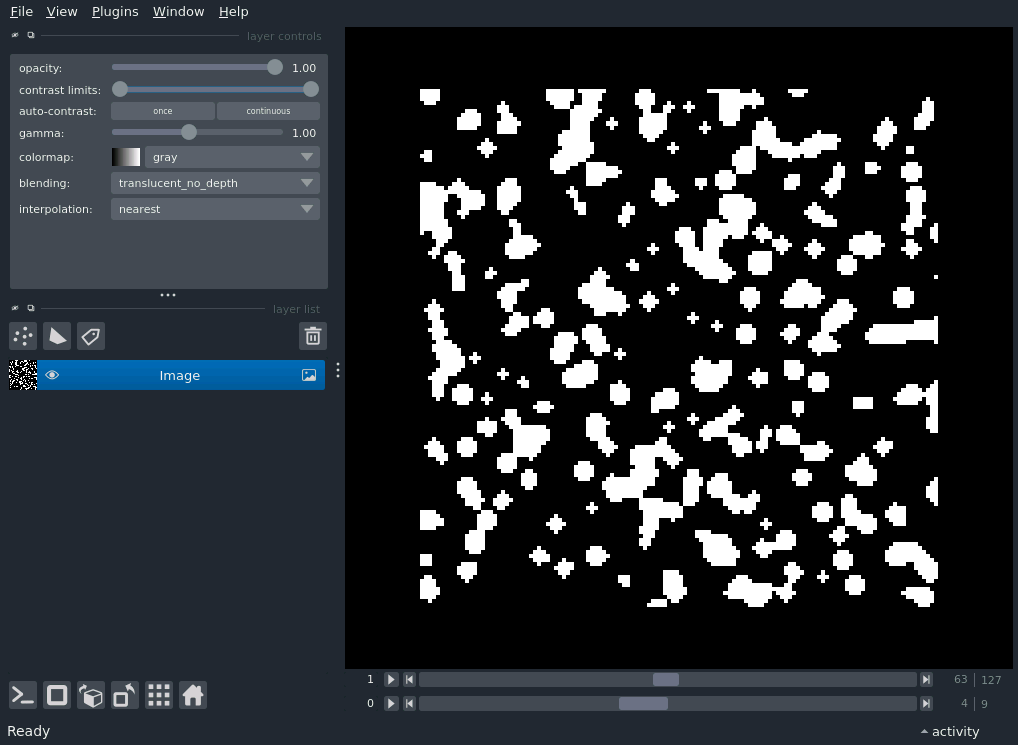 File View Plugins Window Help
layer controls
opacity: 1.00
contrast limits:
auto-contrast: once continuous
gamma: 1.00
colormap: gray
blending: translucent_no_depth
interpolation: nearest
layer list
Image
1 63 127
0 4 9
Ready activity